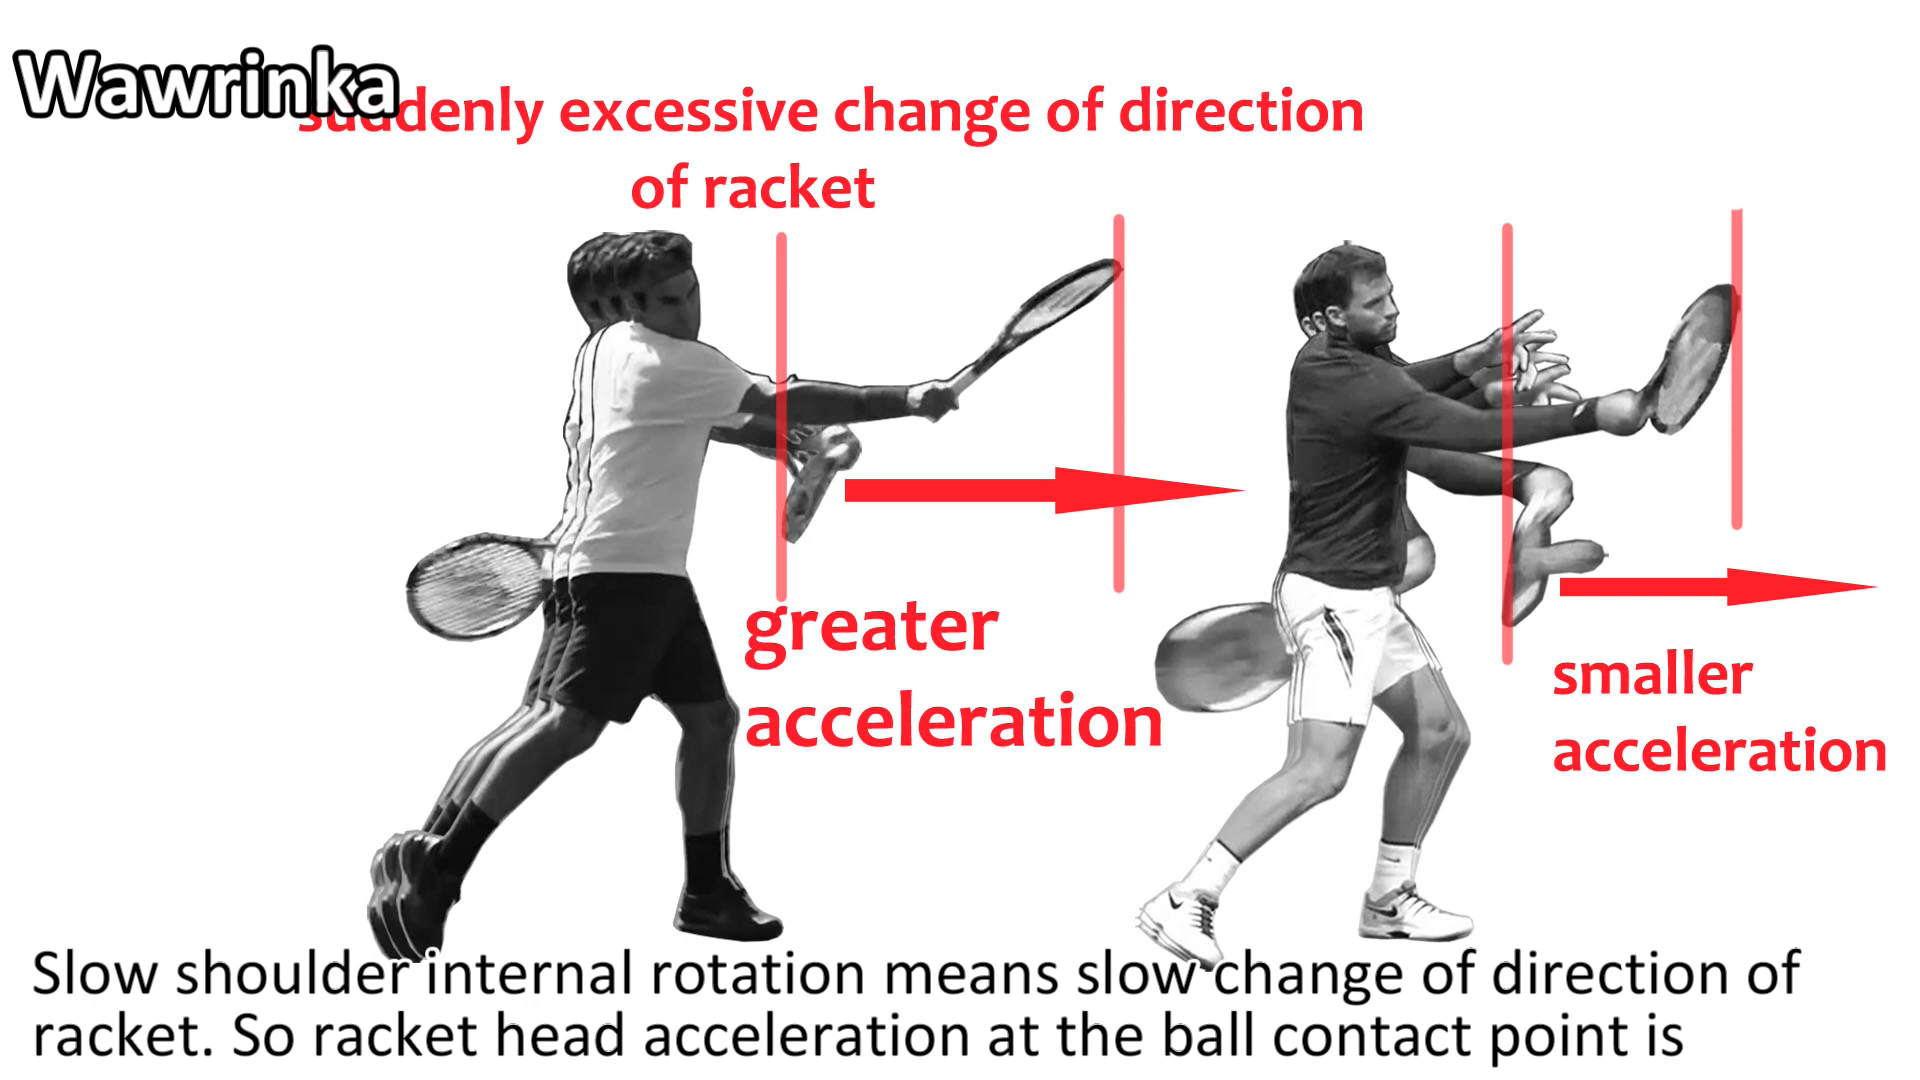 Wawrinka
suddenly excessive change of direction
of racket
greater
acceleration
smaller
acceleration
Slow shoulder internal rotation means slow change of direction of
racket. So racket head acceleration at the ball contact point is